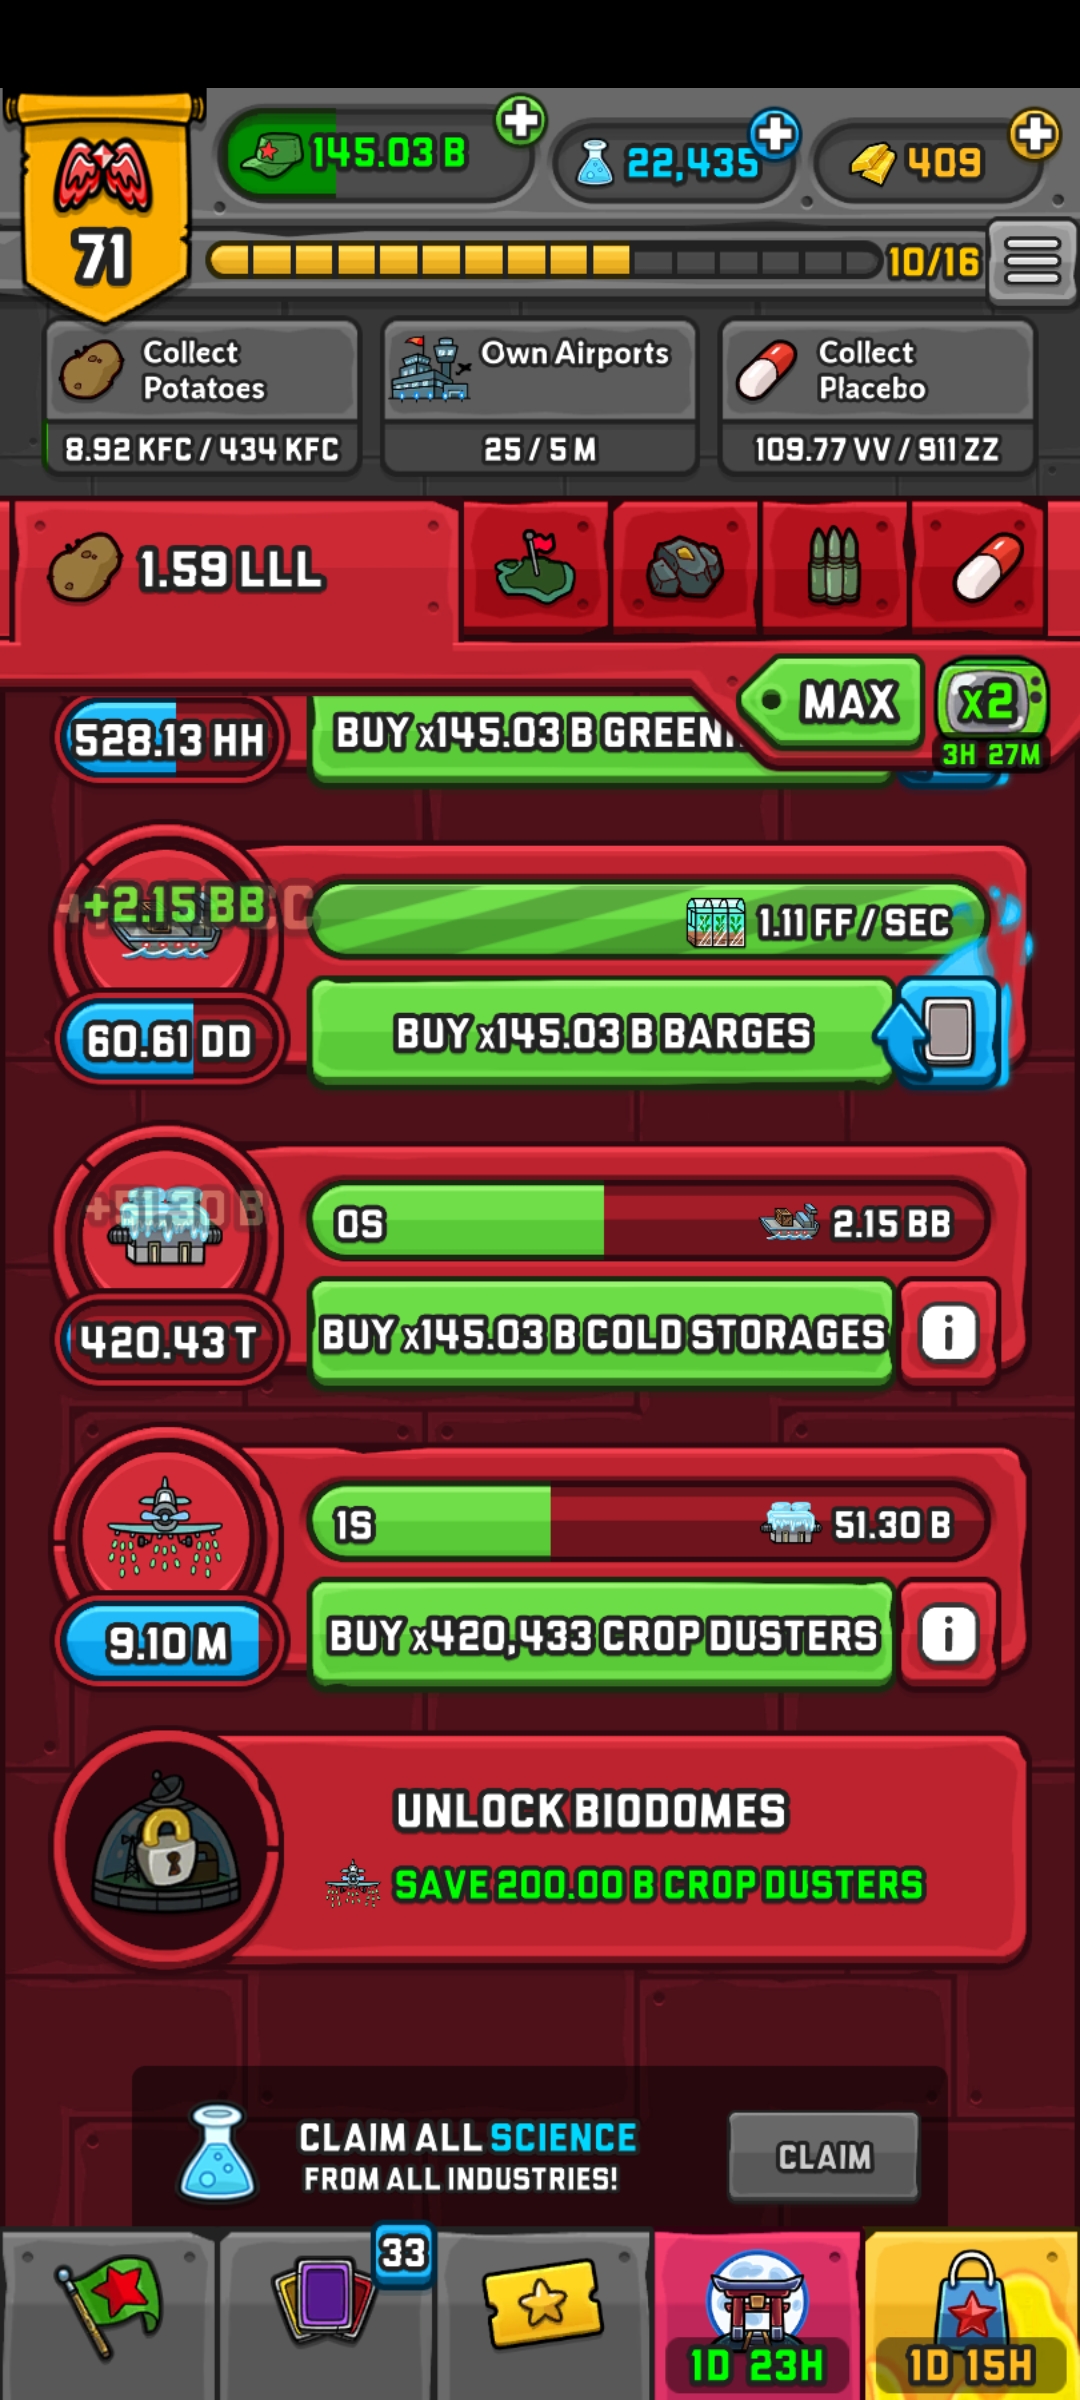 145.03 B
22,435
409
71
10/16
Collect
Potatoes
8.92 KFC / 434 KFC
Own Airports
25 / 5 M
Collect
Placebo
109.77 VV / 911 ZZ
1.59 LLL
MAX
x2
3H 27M
528.13 HH
BUY x145.03 B GREEN
+2.15 BB
1.11 FF / SEC
60.61 DD
BUY x145.03 B BARGES
+51.30 B
0S
2.15 BB
420.43 T
BUY x145.03 B COLD STORAGES
i
1S
51.30 B
9.10 M
BUY x420,433 CROP DUSTERS
i
UNLOCK BIODOMES
SAVE 200.00 B CROP DUSTERS
CLAIM ALL SCIENCE
FROM ALL INDUSTRIES!
CLAIM
33
1D 23H
1D 15H